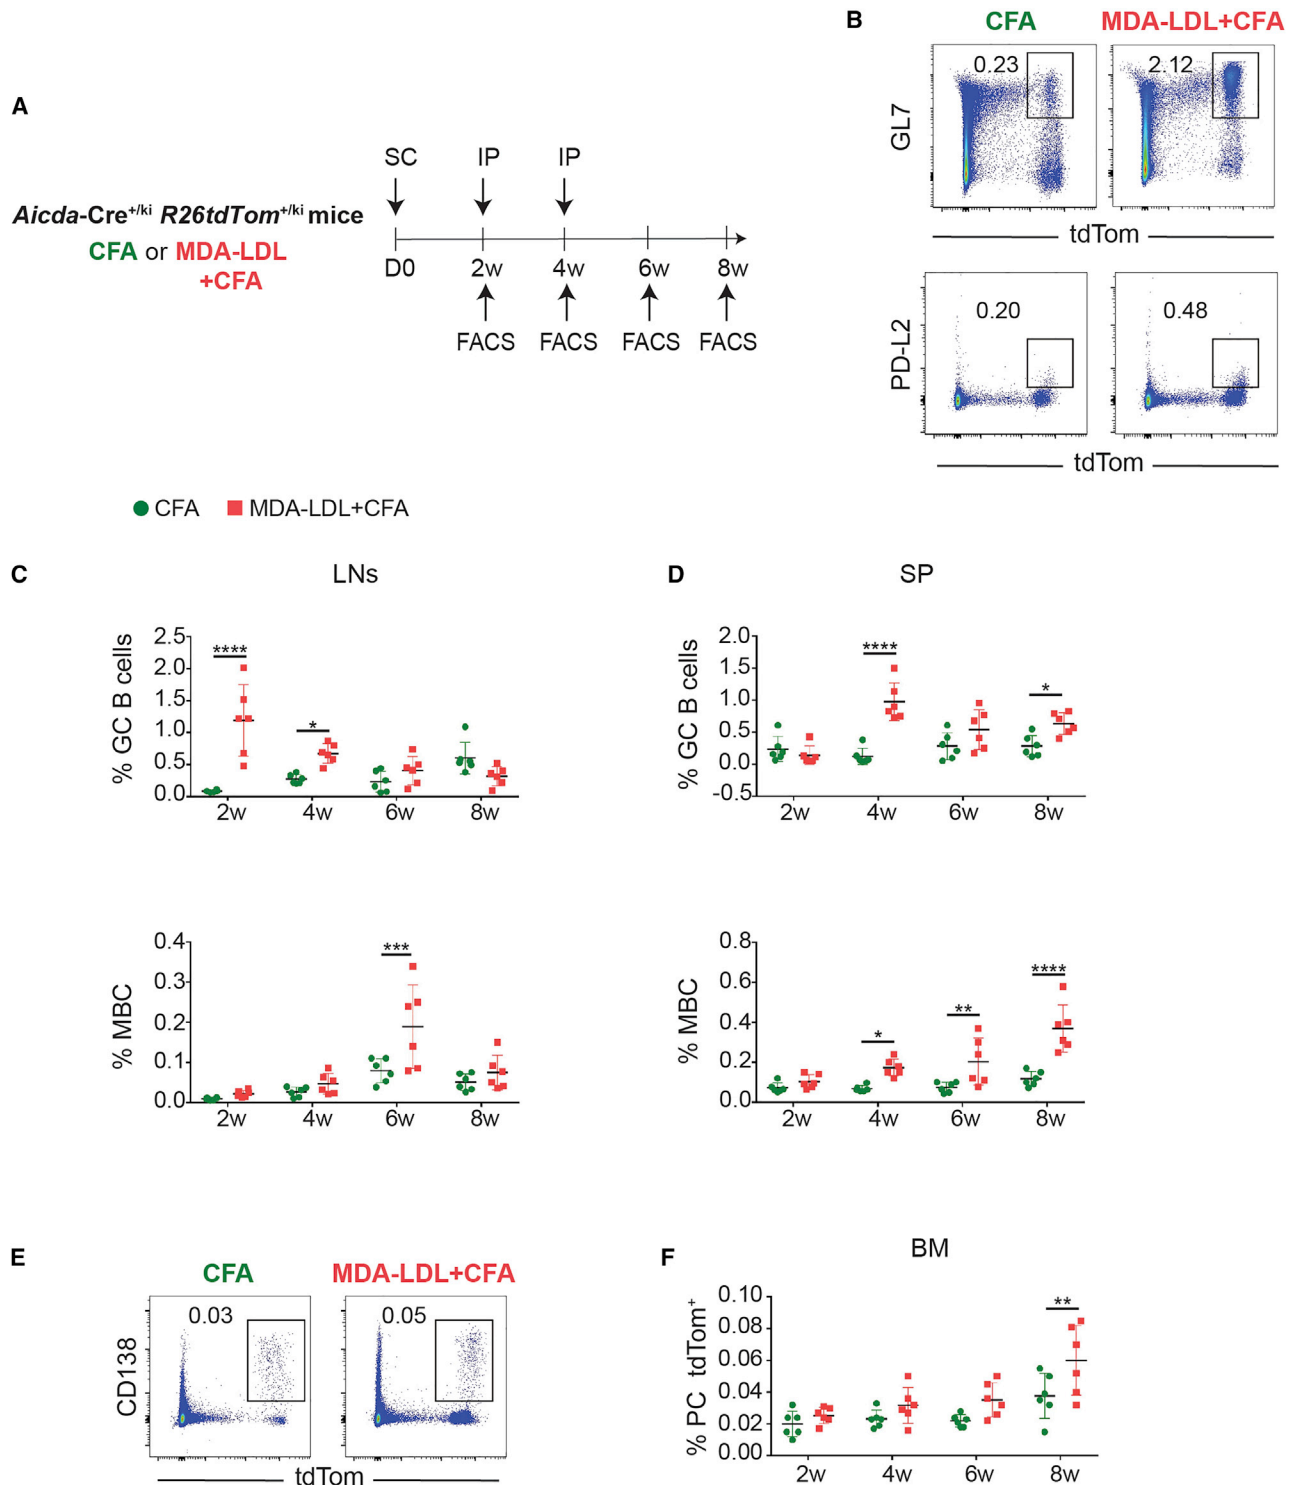 A
SC IP IP
Aicda-Cre+/ki R26tdTom+/ki mice
CFA or MDA-LDL
+CFA
D0 2w 4w 6w 8w
FACS FACS FACS FACS
B
CFA MDA-LDL+CFA
0.23 2.12
GL7
tdTom
0.20 0.48
PD-L2
tdTom
CFA MDA-LDL+CFA
C
LNs
% GC B cells
2.5
2.0
1.5
1.0
0.5
0.0
****
*
2w 4w 6w 8w
% MBC
0.4
0.3
0.2
0.1
0.0
***
2w 4w 6w 8w
D
SP
% GC B cells
2.0
1.5
1.0
0.5
0.0
-0.5
****
*
2w 4w 6w 8w
% MBC
0.8
0.6
0.4
0.2
0.0
*
**
****
2w 4w 6w 8w
E
CFA MDA-LDL+CFA
0.03 0.05
CD138
tdTom
F
BM
% PC tdTom+
0.10
0.08
0.06
0.04
0.02
0.00
**
2w 4w 6w 8w